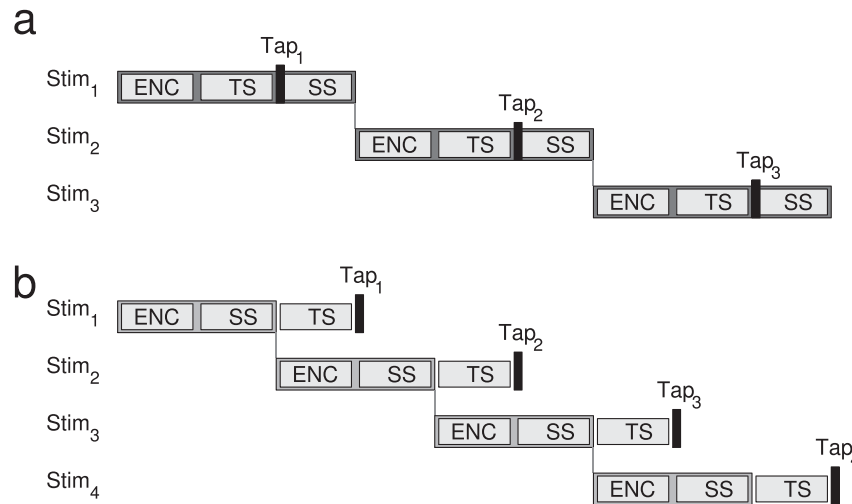 a
Tap1
Stim1 ENC TS SS
Tap2
Stim2 ENC TS SS
Tap3
Stim3 ENC TS SS
b
Tap1
Stim1 ENC SS TS
Tap2
Stim2 ENC SS TS
Tap3
Stim3 ENC SS TS
Tap
Stim4 ENC SS TS